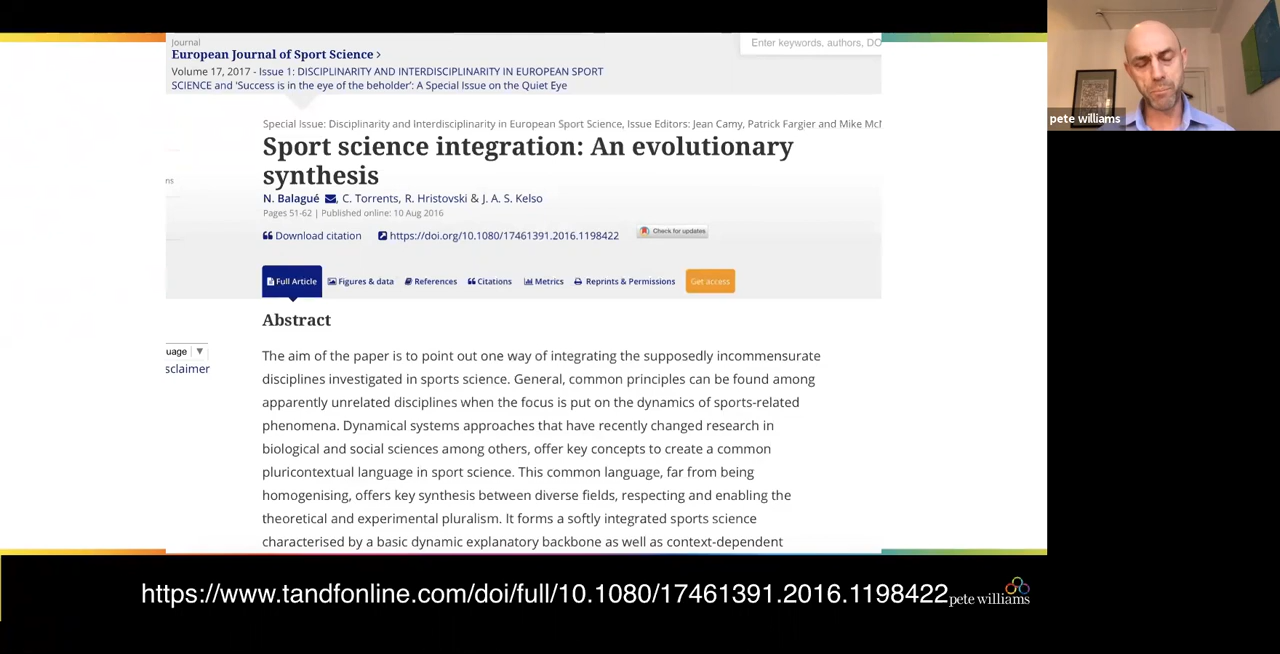 Journal
European Journal of Sport Science >
Volume 17, 2017 - Issue 1: DISCIPLINARITY AND INTERDISCIPLINARITY IN EUROPEAN SPORT
SCIENCE and 'Success is in the eye of the beholder': A Special Issue on the Quiet Eye
Enter keywords, authors, DO
pete williams
Special Issue: Disciplinarity and Interdisciplinarity in European Sport Science, Issue Editors: Jean Camy, Patrick Fargier and Mike McN
Sport science integration: An evolutionary
synthesis
ns
N. Balagué, C. Torrents, R. Hristovski & J. A. S. Kelso
Pages 51-62 | Published online: 10 Aug 2016
Download citation https://doi.org/10.1080/17461391.2016.1198422 Check for updates
Full Article Figures & data References Citations Metrics Reprints & Permissions Get access
Abstract
uage
sclaimer
The aim of the paper is to point out one way of integrating the supposedly incommensurate
disciplines investigated in sports science. General, common principles can be found among
apparently unrelated disciplines when the focus is put on the dynamics of sports-related
phenomena. Dynamical systems approaches that have recently changed research in
biological and social sciences among others, offer key concepts to create a common
pluricontextual language in sport science. This common language, far from being
homogenising, offers key synthesis between diverse fields, respecting and enabling the
theoretical and experimental pluralism. It forms a softly integrated sports science
characterised by a basic dynamic explanatory backbone as well as context-dependent
https://www.tandfonline.com/doi/full/10.1080/17461391.2016.1198422
pete williams